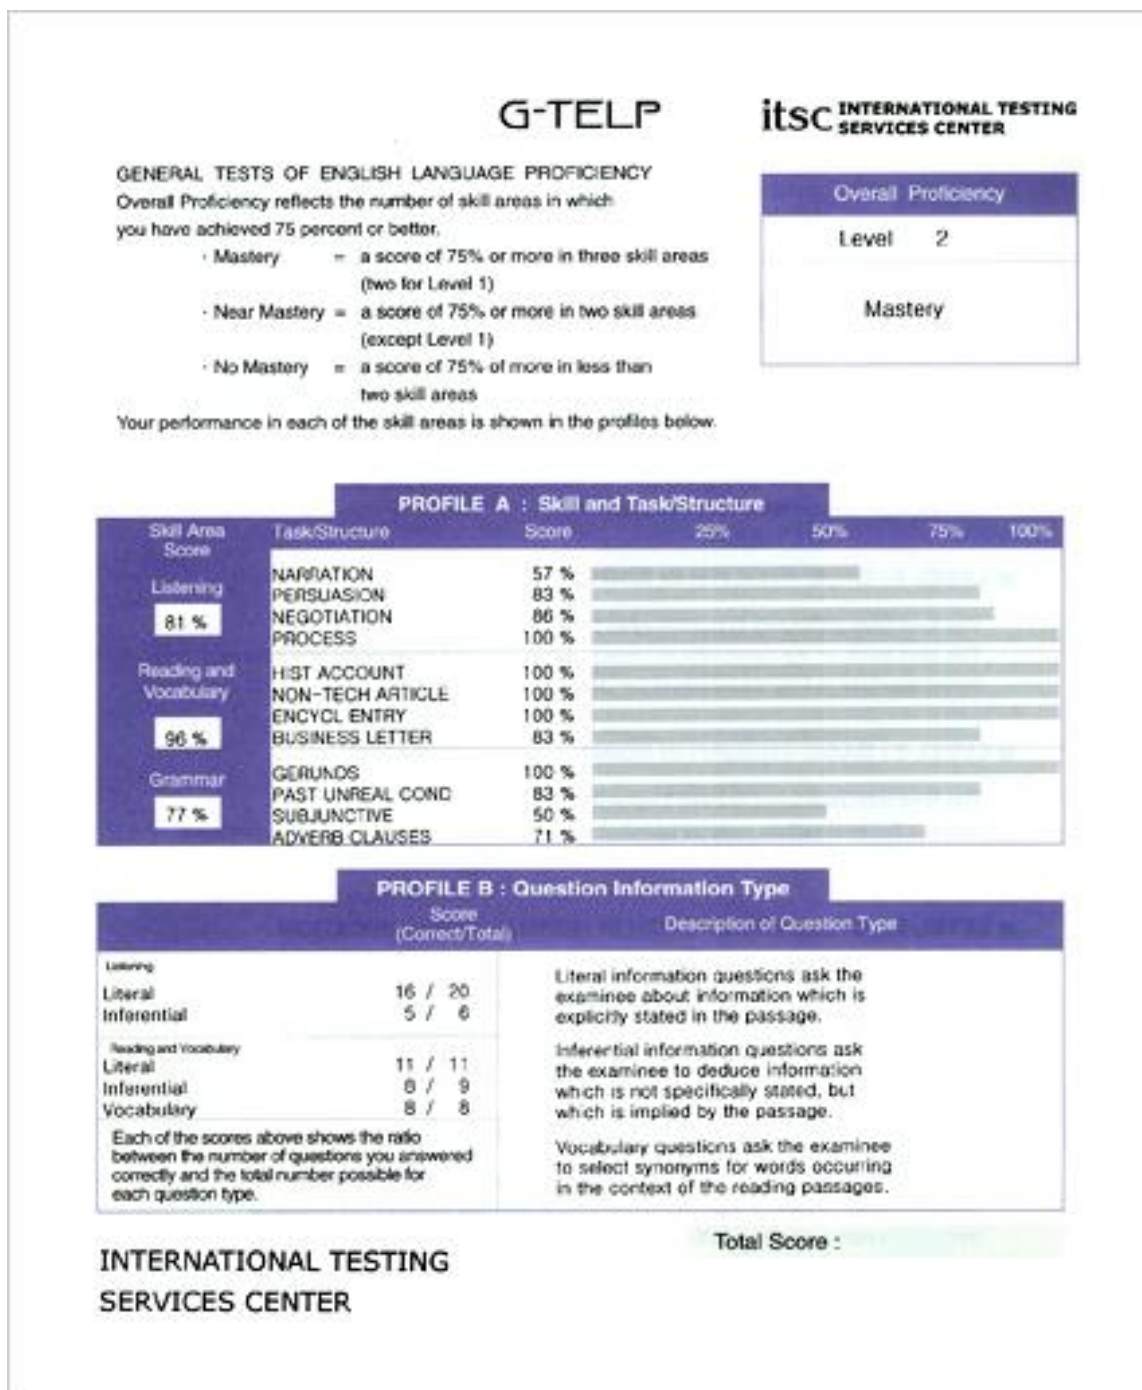 G-TELP
itsc INTERNATIONAL TESTING
SERVICES CENTER
GENERAL TESTS OF ENGLISH LANGUAGE PROFICIENCY
Overall Proficiency reflects the number of skill areas in which
you have achieved 75 percent or better.
· Mastery = a score of 75% or more in three skill areas
(two for Level 1)
· Near Mastery = a score of 75% or more in two skill areas
(except Level 1)
· No Mastery = a score of 75% of more in less than
two skill areas
Your performance in each of the skill areas is shown in the profiles below.
Overall Proficiency
Level 2
Mastery
PROFILE A : Skill and Task/Structure
Skill Area
Score
Task/Structure Score 25% 50% 75% 100%
Listening
81 %
NARRATION 57 %
PERSUASION 83 %
NEGOTIATION 86 %
PROCESS 100 %
Reading and
Vocabulary
96 %
HIST ACCOUNT 100 %
NON-TECH ARTICLE 100 %
ENCYCL ENTRY 100 %
BUSINESS LETTER 83 %
Grammar
77 %
GERUNDS 100 %
PAST UNREAL COND 83 %
SUBJUNCTIVE 50 %
ADVERB CLAUSES 71 %
PROFILE B : Question Information Type
Score
(Correct/Total)
Description of Question Type
Listening
Literal 16 / 20
Inferential 5 / 6
Reading and Vocabulary
Literal 11 / 11
Inferential 8 / 9
Vocabulary 8 / 8
Each of the scores above shows the ratio
between the number of questions you answered
correctly and the total number possible for
each question type.
Literal information questions ask the
examinee about information which is
explicitly stated in the passage.
Inferential information questions ask
the examinee to deduce information
which is not specifically stated, but
which is implied by the passage.
Vocabulary questions ask the examinee
to select synonyms for words occurring
in the context of the reading passages.
Total Score :
INTERNATIONAL TESTING
SERVICES CENTER